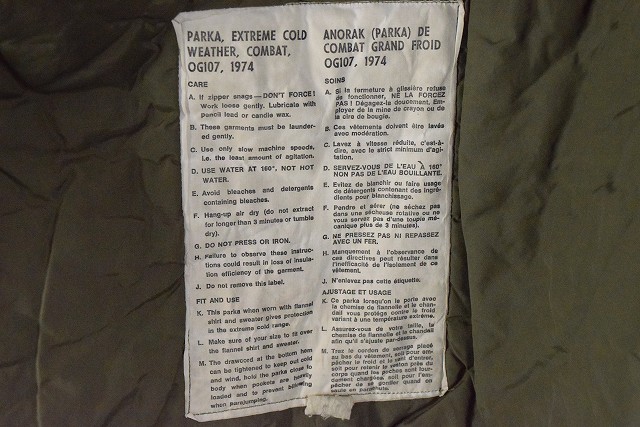 PARKA, EXTREME COLD
WEATHER, COMBAT,
OG107, 1974
CARE
A. If zipper snags—DON'T FORCE!
Work loose gently. Lubricate with
pencil lead or candle wax.
B. These garments must be launder-
ed gently.
C. Use only slow machine speeds,
i.e. the least amount of agitation.
D. USE WATER AT 160°. NOT HOT
WATER.
E. Avoid bleaches and detergents
containing bleaches.
F. Hang-up air dry (do not extract
for longer than 3 minutes or tumble
dry).
G. DO NOT PRESS OR IRON.
H. Failure to observe these instruc-
tions could result in loss of insula-
tion efficiency of the garment.
J. Do not remove this label.
FIT AND USE
K. This parka when worn with flannel
shirt and sweater gives protection
in the extreme cold range.
L. Make sure of your size to fit over
the flannel shirt and sweater.
M. The drawcord at the bottom hem
can be tightened to keep out cold
and wind, hold the parka close to
body when pockets are heavily
loaded and to prevent billowing
when parajumping.
ANORAK (PARKA) DE
COMBAT GRAND FROID
OG107, 1974
SOINS
A. Si la fermeture à glissière refuse
de fonctionner, NE LA FORCEZ
PAS! Dégagez-la doucement. Em-
ployer de la mine de crayon ou de
la cire de bougie.
B. Ces vêtements doivent être lavés
avec modération.
C. Lavez à vitesse réduite, c'est-à-
dire, avec le strict minimum d'agi-
tation.
D. SERVEZ-VOUS DE L'EAU À 160°
NON PAS DE L'EAU BOUILLANTE.
E. Evitez de blanchir ou faire usage
de détergents contenant des ingré-
dients pour blanchissage.
F. Pendre et aérer (ne séchez pas
dans une sécheuse rotative ou ne
vous servez pas d'une toupie mé-
canique plus de 3 minutes).
G. NE PRESSEZ PAS NI REPASSEZ
AVEC UN FER.
H. Manquement à l'observance de
ces directives peut résulter dans
l'inefficacité de l'isolement de ce
vêtement.
J. N'enlevez pas cette étiquette.
AJUSTAGE ET USAGE
K. Ce parka lorsqu'on le porte avec
la chemise de flanelle et le chan-
dail vous protège contre le froid
variant à une température extrême.
L. Assurez-vous de votre taille, la
chemise de flanelle et le chandail
afin qu'il s'ajuste par-dessus.
M. Tirez le cordon de serrage placé
au bas du vêtement, soit pour em-
pêcher le froid et le vent d'entrer,
soit pour retenir le veston près du
corps quand les poches sont lour-
dement chargées, soit pour l'em-
pêcher de se gonfler quand on
saute en parachute.